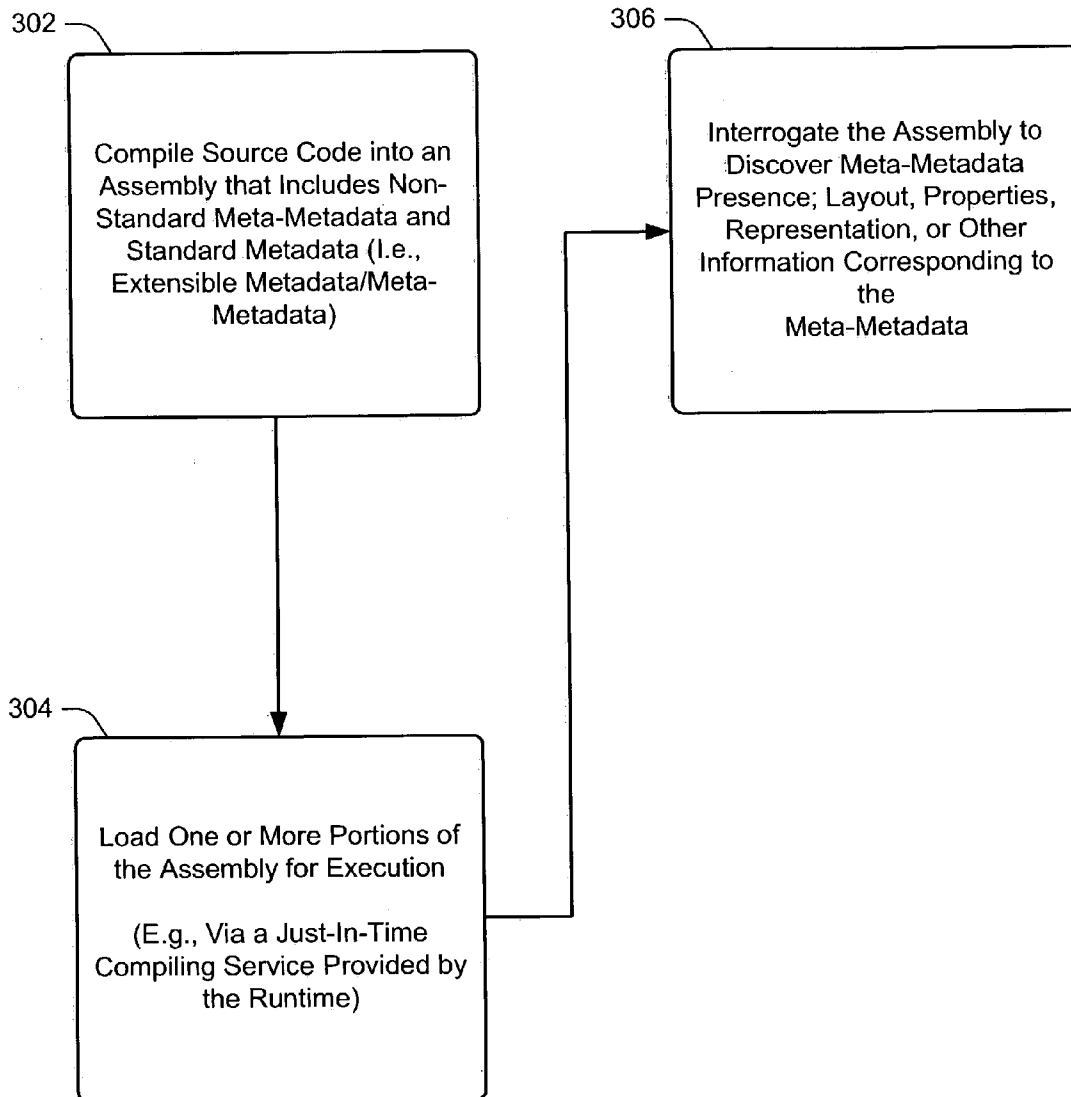 302
Compile Source Code into an
Assembly that Includes Non-
Standard Meta-Metadata and
Standard Metadata (I.e.,
Extensible Metadata/Meta-
Metadata)
304
Load One or More Portions of
the Assembly for Execution
(E.g., Via a Just-In-Time
Compiling Service Provided by
the Runtime)
306
Interrogate the Assembly to
Discover Meta-Metadata
Presence; Layout, Properties,
Representation, or Other
Information Corresponding to
the
Meta-Metadata